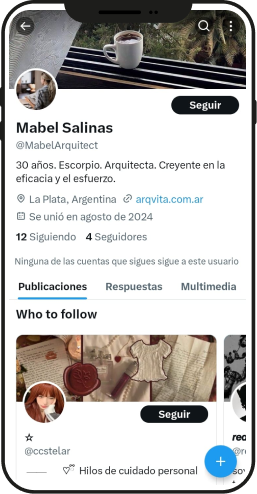 Seguir
Mabel Salinas
@MabelArquitect
30 años. Escorpio. Arquitecta. Creyente en la
eficacia y el esfuerzo.
La Plata, Argentina arqvita.com.ar
Se unió en agosto de 2024
12 Siguiendo 4 Seguidores
Ninguna de las cuentas que sigues sigue a este usuario
Publicaciones Respuestas Multimedia
Who to follow
Seguir
☆
@ccstelar
Hilos de cuidado personal